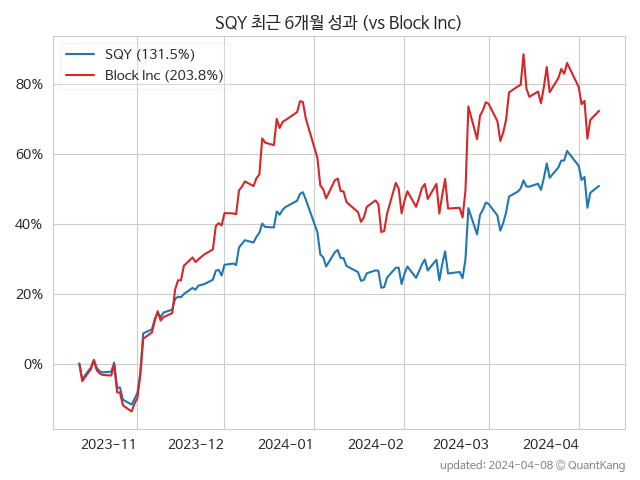 SQY 최근 6개월 성과 (vs Block Inc)
SQY (131.5%)
Block Inc (203.8%)
80%
60%
40%
20%
0%
2023-11 2023-12 2024-01 2024-02 2024-03 2024-04
updated: 2024-04-08 © QuantKang